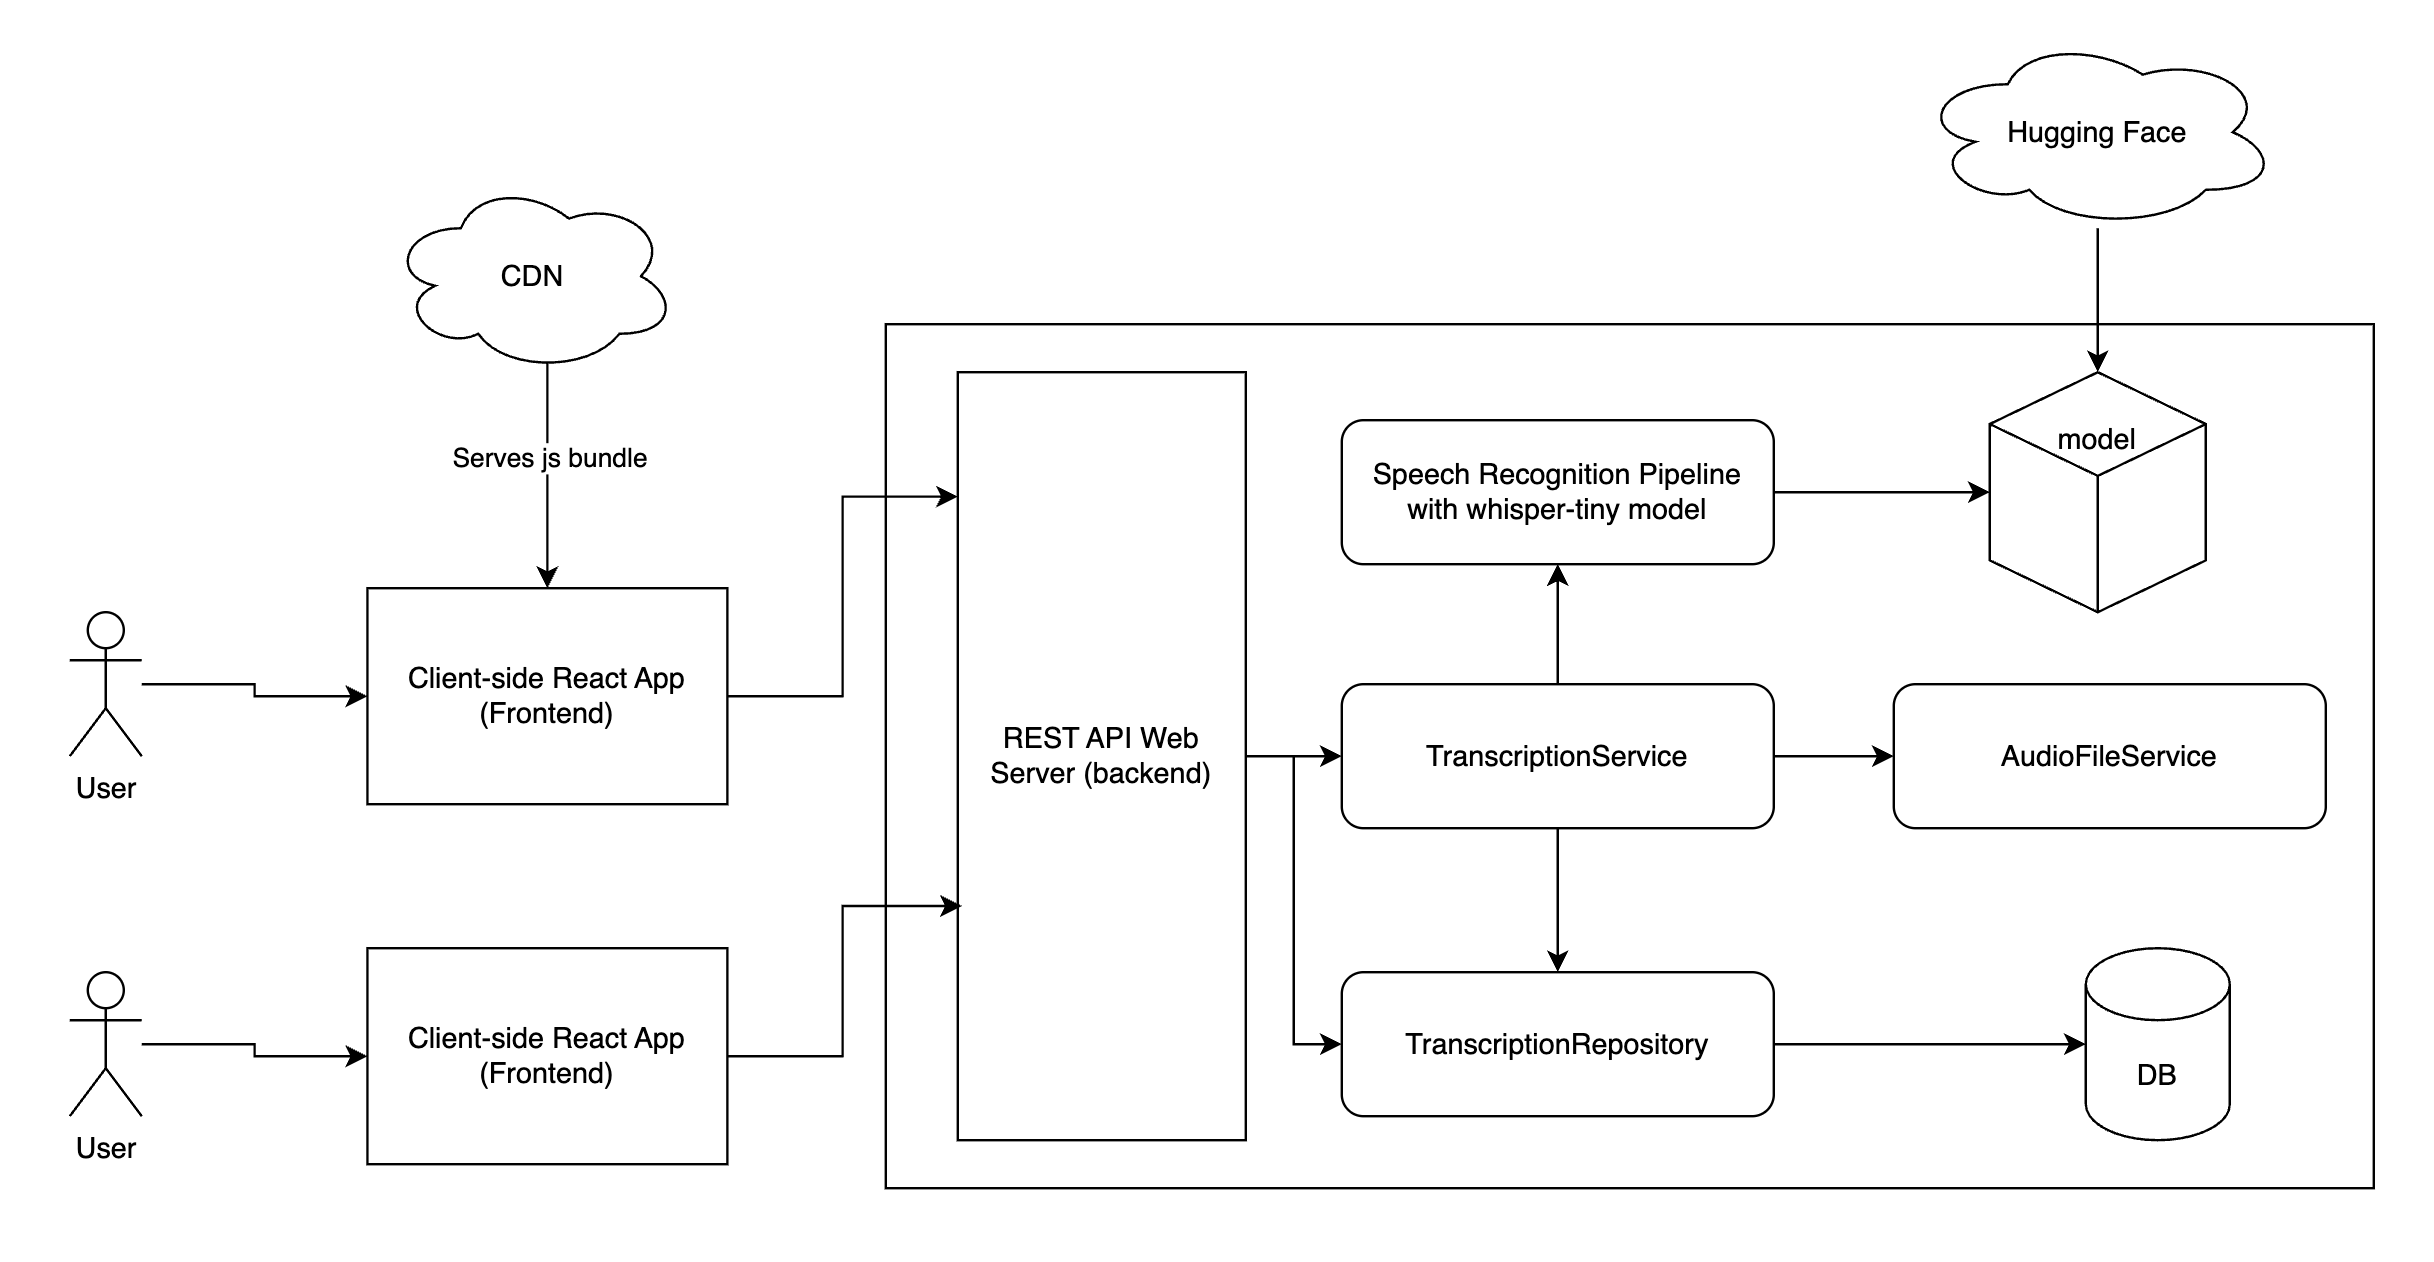 Hugging Face
CDN
Serves js bundle
model
Speech Recognition Pipeline
with whisper-tiny model
Client-side React App
(Frontend)
User
REST API Web
Server (backend)
TranscriptionService
AudioFileService
Client-side React App
(Frontend)
User
TranscriptionRepository
DB